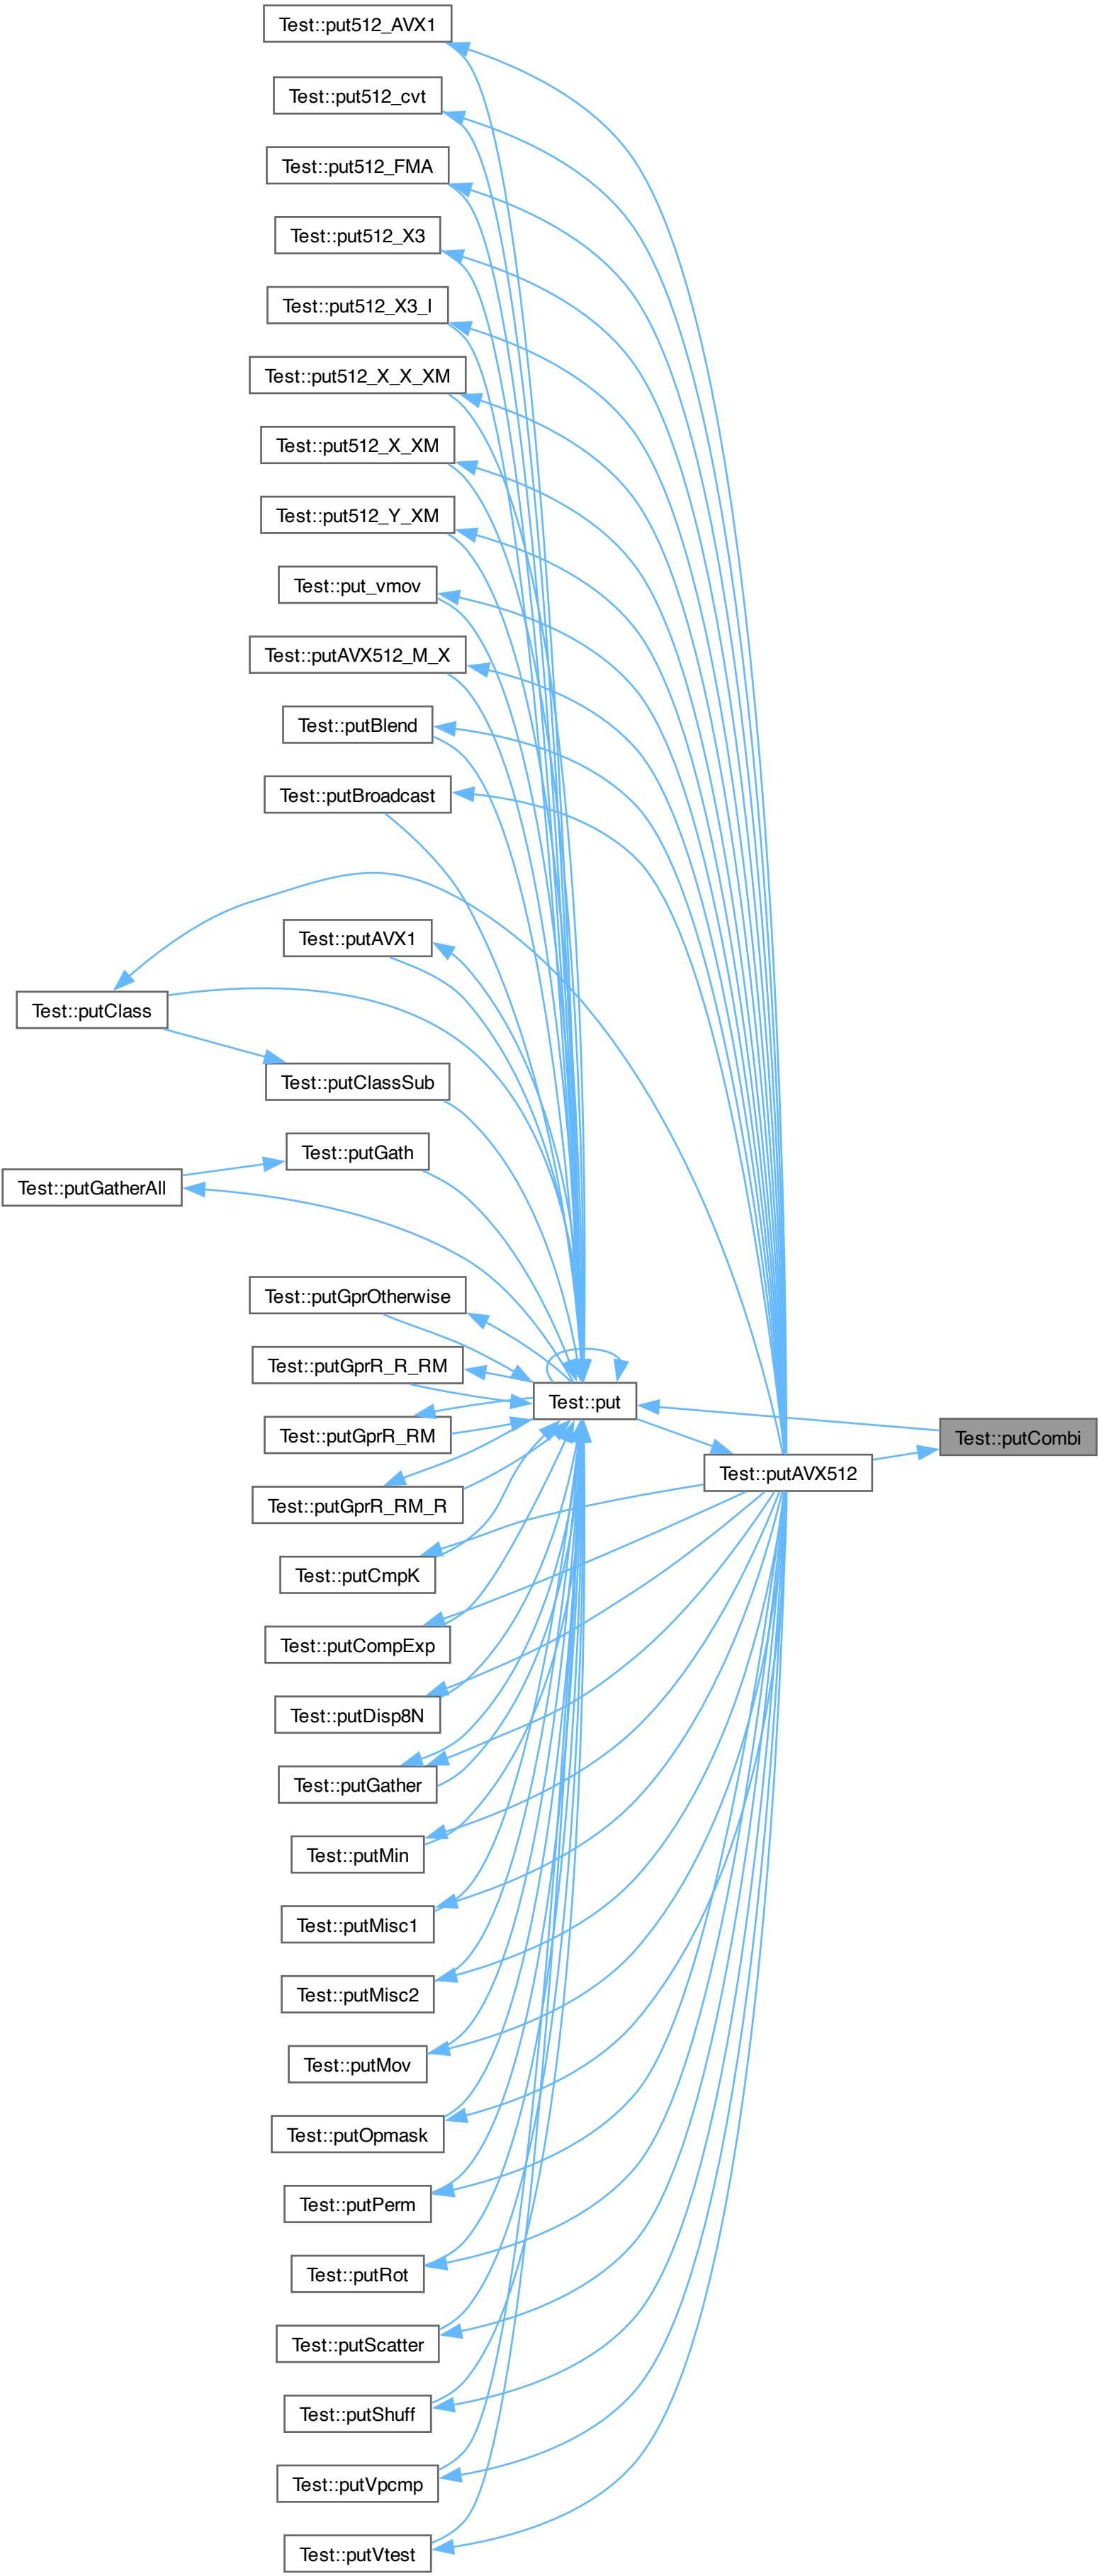 Test::put512_AVX1
Test::put512_cvt
Test::put512_FMA
Test::put512_X3
Test::put512_X3_I
Test::put512_X_X_XM
Test::put512_X_XM
Test::put512_Y_XM
Test::put_vmov
Test::putAVX512_M_X
Test::putBlend
Test::putBroadcast
Test::putAVX1
Test::putClass
Test::putClassSub
Test::putGath
Test::putGatherAll
Test::putGprOtherwise
Test::putGprR_R_RM
Test::put
Test::putGprR_RM
Test::putCombi
Test::putAVX512
Test::putGprR_RM_R
Test::putCmpK
Test::putCompExp
Test::putDisp8N
Test::putGather
Test::putMin
Test::putMisc1
Test::putMisc2
Test::putMov
Test::putOpmask
Test::putPerm
Test::putRot
Test::putScatter
Test::putShuff
Test::putVpcmp
Test::putVtest